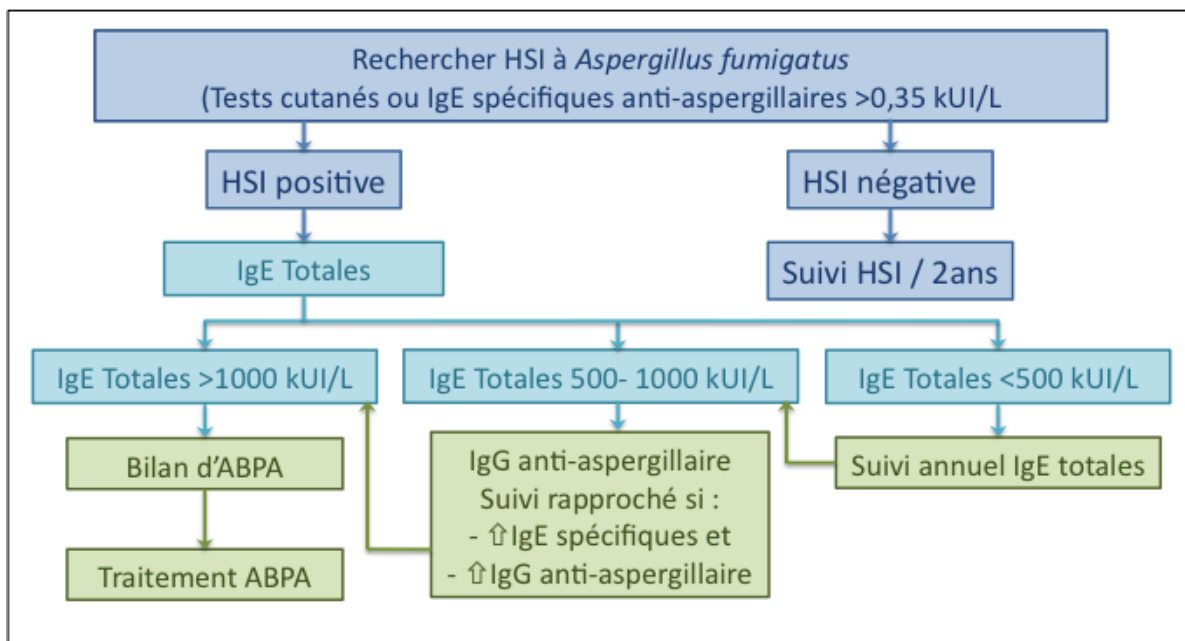 Rechercher HSI à Aspergillus fumigatus
(Tests cutanés ou IgE spécifiques anti-aspergillaires >0,35 kUI/L
HSI positive
HSI négative
IgE Totales
Suivi HSI / 2ans
IgE Totales >1000 kUI/L
IgE Totales 500- 1000 kUI/L
IgE Totales <500 kUI/L
Bilan d'ABPA
IgG anti-aspergillaire
Suivi rapproché si :
- ⇧IgE spécifiques et
- ⇧IgG anti-aspergillaire
Suivi annuel IgE totales
Traitement ABPA